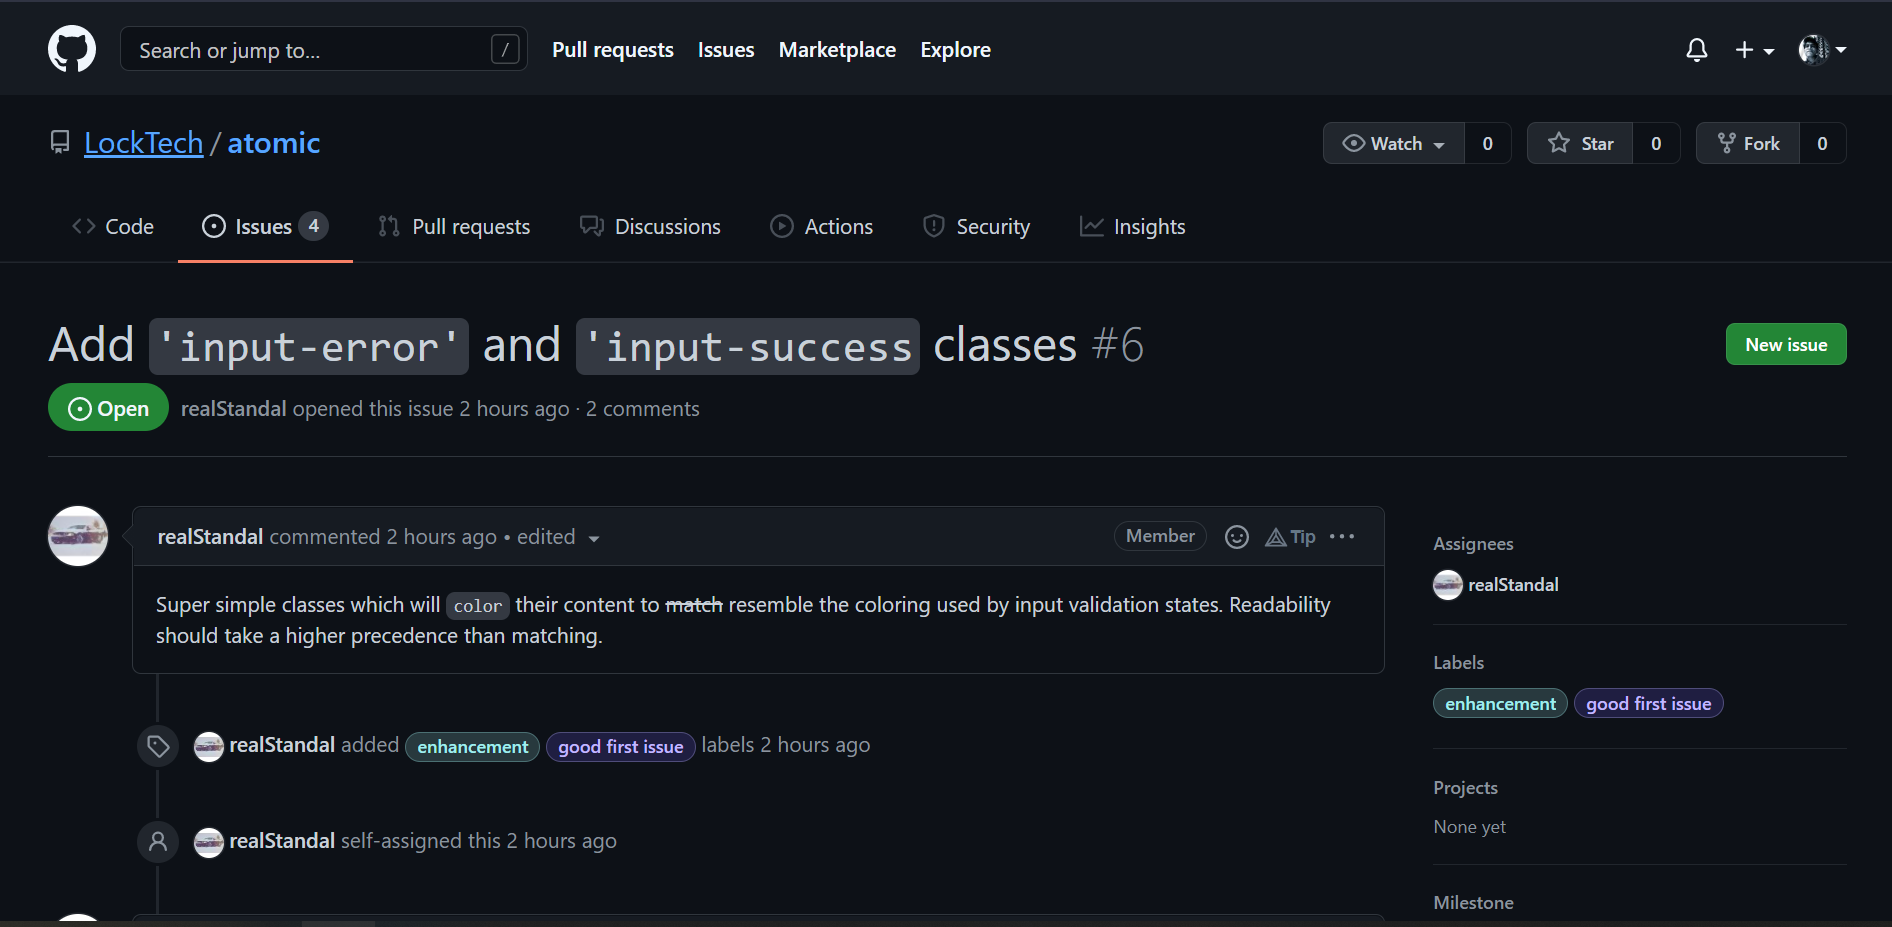 Search or jump to... / Pull requests Issues Marketplace Explore
LockTech / atomic Watch 0 Star 0 Fork 0
Code Issues 4 Pull requests Discussions Actions Security Insights
Add 'input-error' and 'input-success classes #6 New issue
Open realStandal opened this issue 2 hours ago · 2 comments
realStandal commented 2 hours ago • edited Member Tip ...
Super simple classes which will color their content to match resemble the coloring used by input validation states. Readability
should take a higher precedence than matching.
realStandal added enhancement good first issue labels 2 hours ago
realStandal self-assigned this 2 hours ago
Assignees
realStandal
Labels
enhancement good first issue
Projects
None yet
Milestone